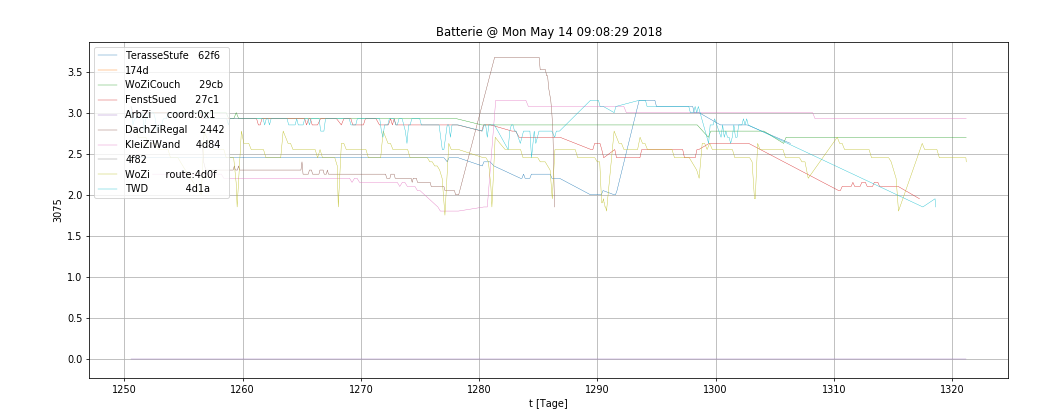 Batterie @ Mon May 14 09:08:29 2018
TerasseStufe 62f6
174d
WoZiCouch 29cb
FenstSued 27c1
ArbZi coord:0x1
DachZiRegal 2442
KleiZiWand 4d84
4f82
WoZi route:4d0f
TWD 4d1a
3.5
3.0
2.5
2.0
1.5
1.0
0.5
0.0
3075
1250 1260 1270 1280 1290 1300 1310 1320
t [Tage]